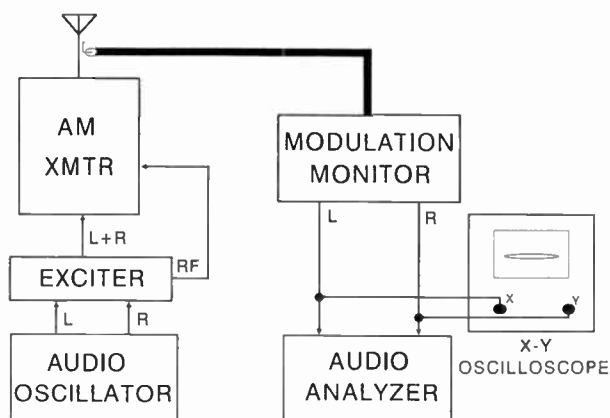 AM
XMTR
L+R
RF
EXCITER
L
R
AUDIO
OSCILLATOR
MODULATION
MONITOR
L
R
AUDIO
ANALYZER
X
Y
X-Y
OSCILLOSCOPE